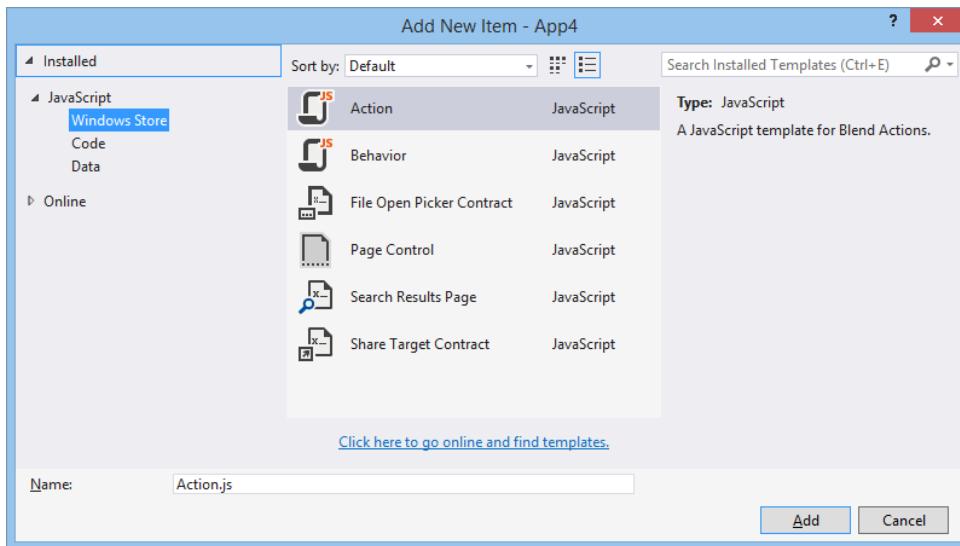 Add New Item - App4
?
×
Installed
Sort by: Default
Search Installed Templates (Ctrl+E)
JavaScript
Windows Store
Code
Data
Online
Action JavaScript
Behavior JavaScript
File Open Picker Contract JavaScript
Page Control JavaScript
Search Results Page JavaScript
Share Target Contract JavaScript
Type: JavaScript
A JavaScript template for Blend Actions.
Click here to go online and find templates.
Name: Action.js
Add Cancel